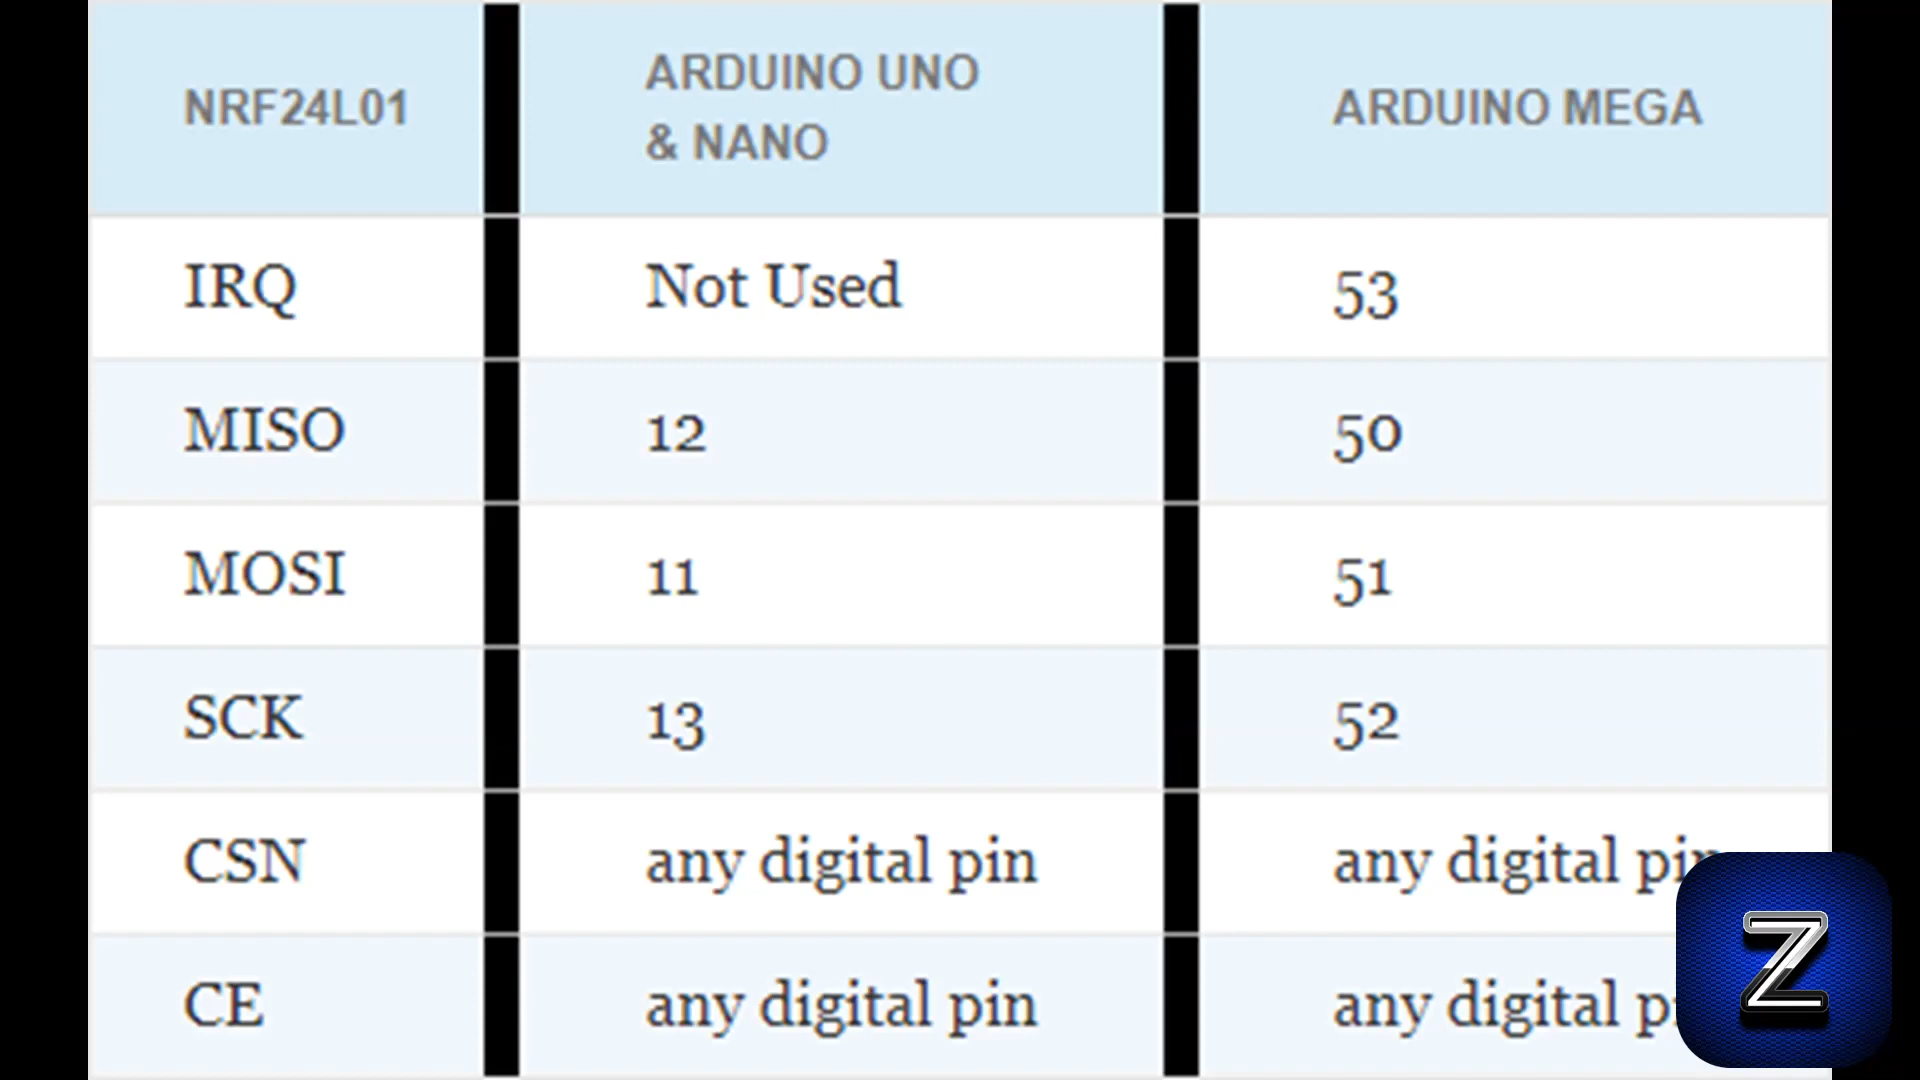 NRF24L01 ARDUINO UNO & NANO ARDUINO MEGA
IRQ Not Used 53
MISO 12 50
MOSI 11 51
SCK 13 52
CSN any digital pin any digital pin
CE any digital pin any digital
Z